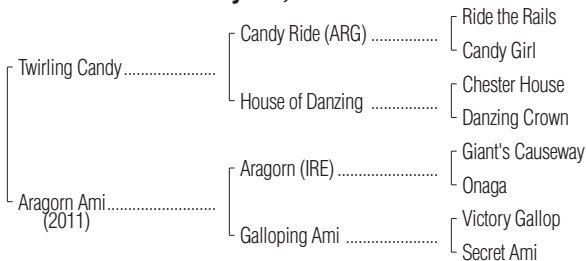 Ride the Rails
Candy Ride (ARG) ................
Candy Girl
Twirling Candy ......................
Chester House
House of Danzing ................
Danzing Crown
Giant's Causeway
Aragorn (IRE) ........................
Onaga
Aragorn Ami ..........................
(2011)
Victory Gallop
Galloping Ami ......................
Secret Ami